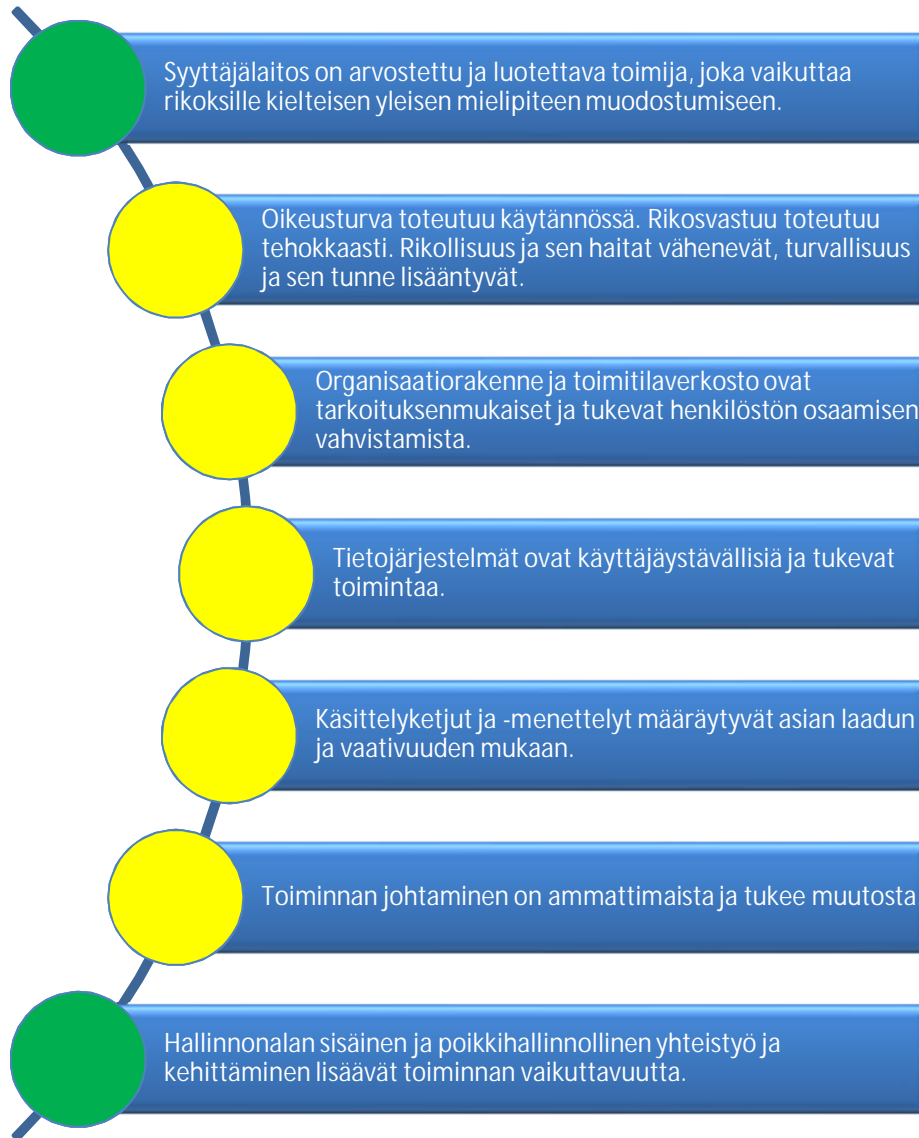 Syyttäjälaitos on arvostettu ja luotettava toimija, joka vaikuttaa
rikoksille kielteisen yleisen mielipiteen muodostumiseen.
Oikeusturva toteutuu käytännössä. Rikosvastuu toteutuu
tehokkaasti. Rikollisuus ja sen haitat vähenevät, turvallisuus
ja sen tunne lisääntyvät.
Organisaatiorakenne ja toimitilaverkosto ovat
tarkoituksenmukaiset ja tukevat henkilöstön osaamisen
vahvistamista.
Tietojärjestelmät ovat käyttäjäystävällisiä ja tukevat
toimintaa.
Käsittelyketjut ja -menettelyt määräytyvät asian laadun
ja vaativuuden mukaan.
Toiminnan johtaminen on ammattimaista ja tukee muutosta
Hallinnonalan sisäinen ja poikkihallinnollinen yhteistyö ja
kehittäminen lisäävät toiminnan vaikuttavuutta.